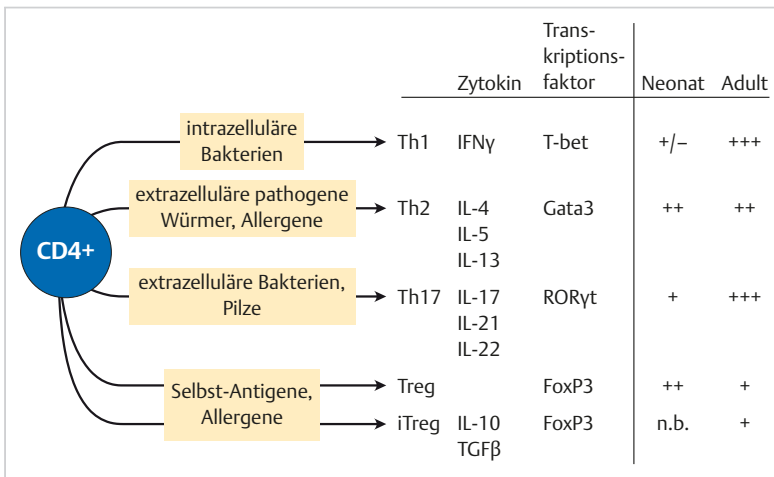 Trans-
kriptions-
Zytokin faktor Neonat Adult
intrazelluläre
Bakterien
Th1 IFNγ T-bet +/– +++
extrazelluläre pathogene
Würmer, Allergene
Th2 IL-4 Gata3 ++ ++
IL-5
IL-13
CD4+
extrazelluläre Bakterien,
Pilze
Th17 IL-17 RORγt + +++
IL-21
IL-22
Selbst-Antigene,
Allergene
Treg FoxP3 ++ +
iTreg IL-10 FoxP3 n.b. +
TGFβ